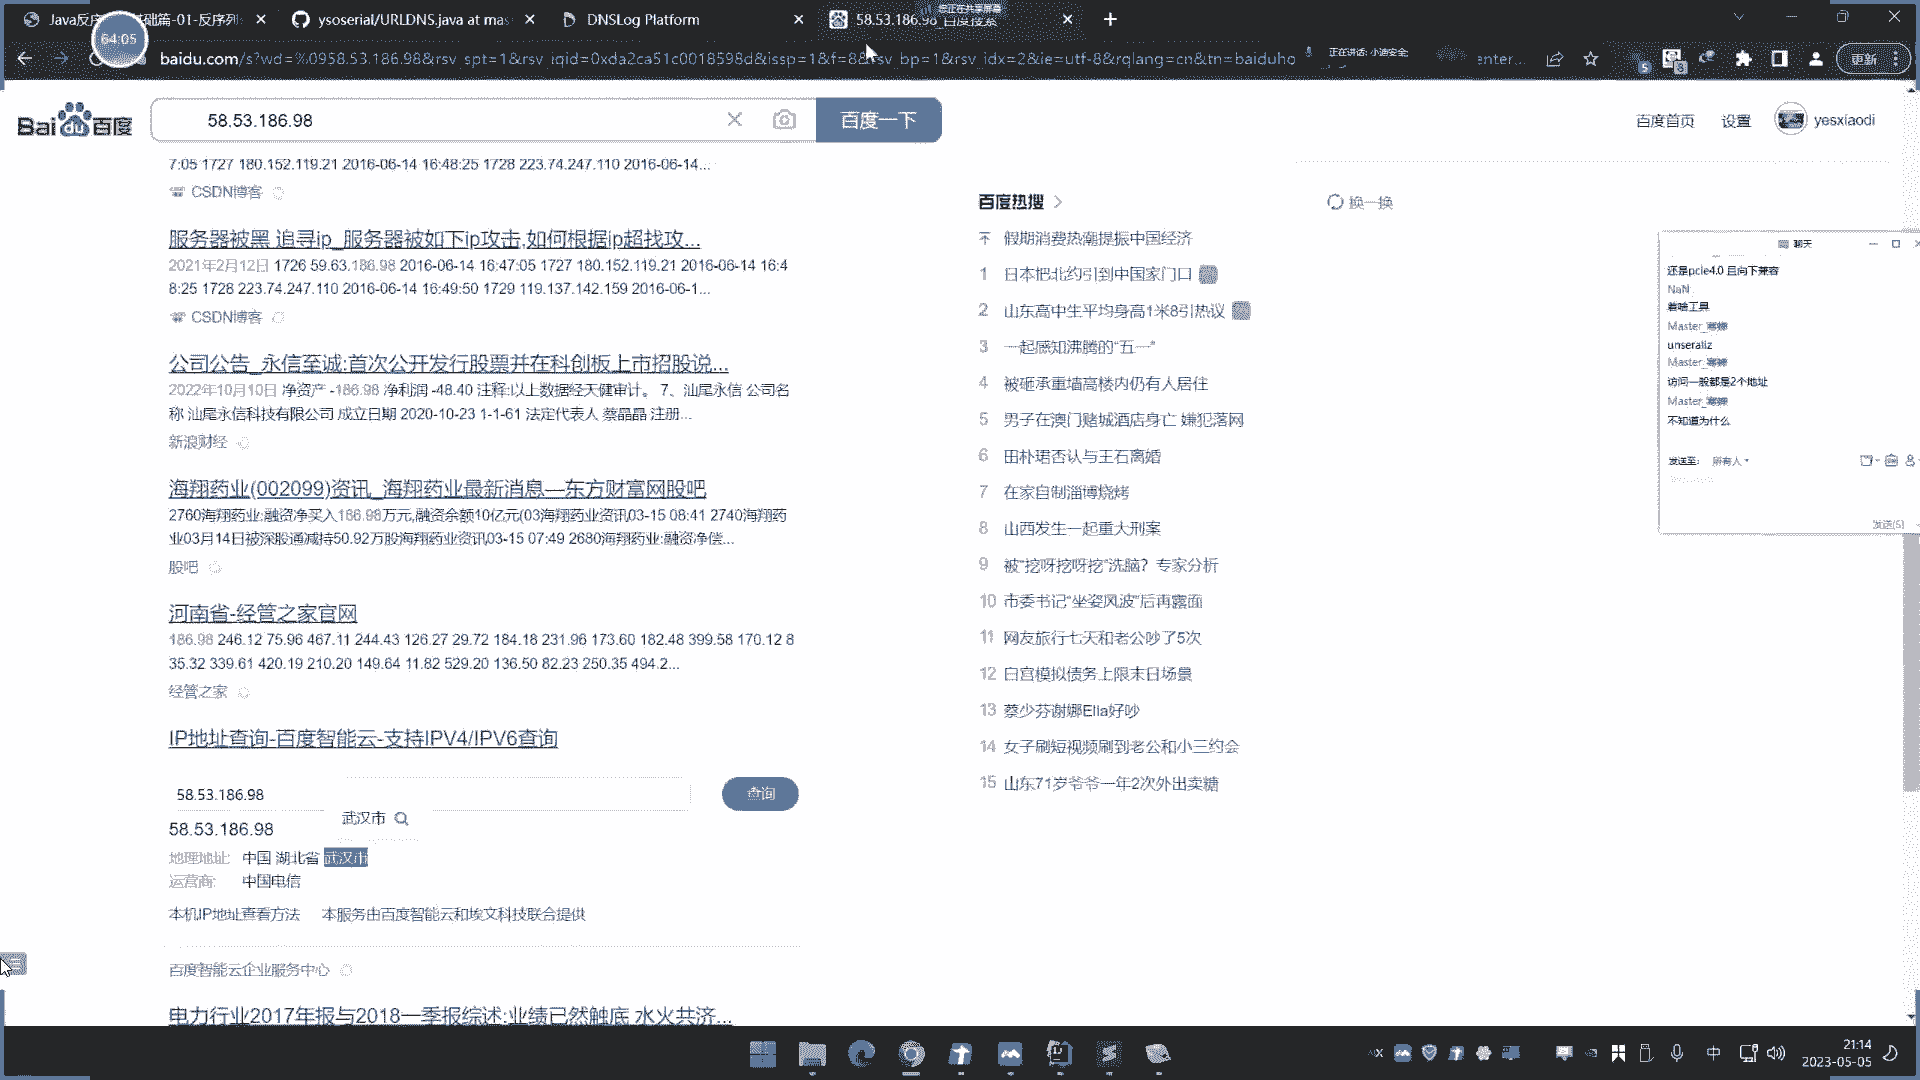 Java反序
础篇-01-反序列
ysoserial/URLDNS.java at mas
DNSLog Platform
58.53.186.98_百度搜索
您正在共享屏幕
64:05
baidu.com/s?wd=%0958.53.186.98&rsv_spt=1&rsv_iqid=0xda2ca51c0018598d&issp=1&f=8&rsv_bp=1&rsv_idx=2&ie=utf-8&rqlang=cn&tn=baiduho
正在讲话: 小迪安全;
enter...
更新
Bai du 百度
58.53.186.98
百度一下
百度首页
设置
yesxiaodi
7:05 1727 180.152.119.21 2016-06-14 16:48:25 1728 223.74.247.110 2016-06-14...
CSDN博客
服务器被黑 追寻ip_服务器被如下ip攻击,如何根据ip超找攻...
2021年2月12日 1726 59.63.186.98 2016-06-14 16:47:05 1727 180.152.119.21 2016-06-14 16:4
8:25 1728 223.74.247.110 2016-06-14 16:49:50 1729 119.137.142.159 2016-06-1...
CSDN博客
公司公告_永信至诚:首次公开发行股票并在科创板上市招股说...
2022年10月10日 净资产 -186.98 净利润 -48.40 注释:以上数据经天健审计。 7、汕尾永信 公司名
称 汕尾永信科技有限公司 成立日期 2020-10-23 1-1-61 法定代表人 蔡晶晶 注册...
新浪财经
海翔药业(002099)资讯_海翔药业最新消息—东方财富网股吧
2760海翔药业:融资净买入186.98万元,融资余额10亿元(03海翔药业资讯03-15 08:41 2740海翔药
业03月14日被深股通减持50.92万股海翔药业资讯03-15 07:49 2680海翔药业:融资净偿...
股吧
河南省-经管之家官网
186.98 246.12 75.96 467.11 244.43 126.27 29.72 184.18 231.96 173.60 182.48 399.58 170.12 8
35.32 339.61 420.19 210.20 149.64 11.82 529.20 136.50 82.23 250.35 494.2...
经管之家
IP地址查询-百度智能云-支持IPV4/IPV6查询
58.53.186.98
查询
武汉市
58.53.186.98
地理地址: 中国 湖北省 武汉市
运营商: 中国电信
本机IP地址查看方法 本服务由百度智能云和埃文科技联合提供
百度智能云企业服务中心
电力行业2017年报与2018一季报综述:业绩已然触底 水火共济...
百度热搜
换一换
假期消费热潮提振中国经济
1 日本把北约引到中国家门口
2 山东高中生平均身高1米8引热议
3 一起感知沸腾的“五一”
4 被砸承重墙高楼内仍有人居住
5 男子在澳门赌城酒店身亡 嫌犯落网
6 田朴珺否认与王石离婚
7 在家自制淄博烧烤
8 山西发生一起重大刑案
9 被“挖呀挖呀挖”洗脑？专家分析
10 市委书记“坐姿风波”后再露面
11 网友旅行七天和老公吵了5次
12 白宫模拟债务上限末日场景
13 蔡少芬谢娜Ella好吵
14 女子刷短视频刷到老公和小三约会
15 山东71岁爷爷一年2次外出卖糖
聊天
还是pcie4.0 且向下兼容
NaN
着啥工具
Master_
unseraliz
Master_
访问一般都是2个地址
Master_
不知道为什么
发送至: 所有人
发送(S)
中
21:14
2023-05-05